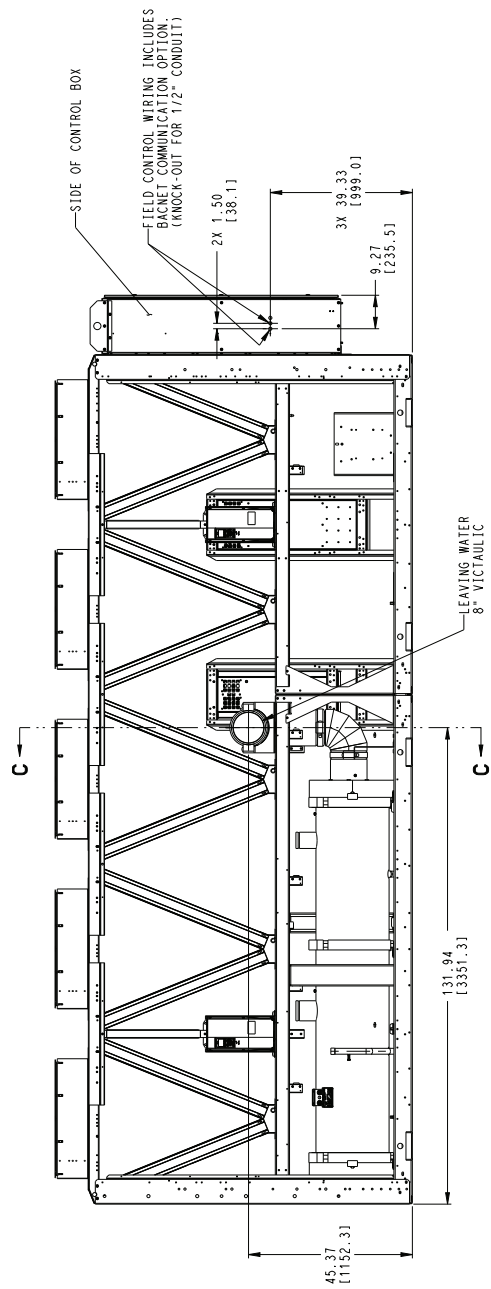 SIDE OF CONTROL BOX
FIELD CONTROL WIRING INCLUDES
BACNET COMMUNICATION OPTION.
(KNOCK-OUT FOR 1/2" CONDUIT)
2X 1.50
[38.1]
3X 39.33
[999.0]
9.27
[235.5]
LEAVING WATER
8" VICTAULIC
C
C
131.94
[3351.3]
45.37
[1152.3]